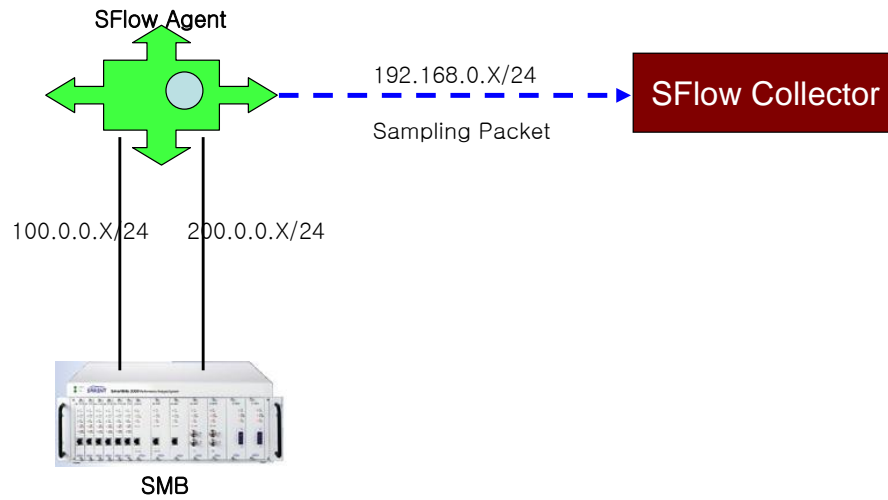 SFlow Agent
192.168.0.X/24
SFlow Collector
Sampling Packet
100.0.0.X/24
200.0.0.X/24
SPIRENT
SMB